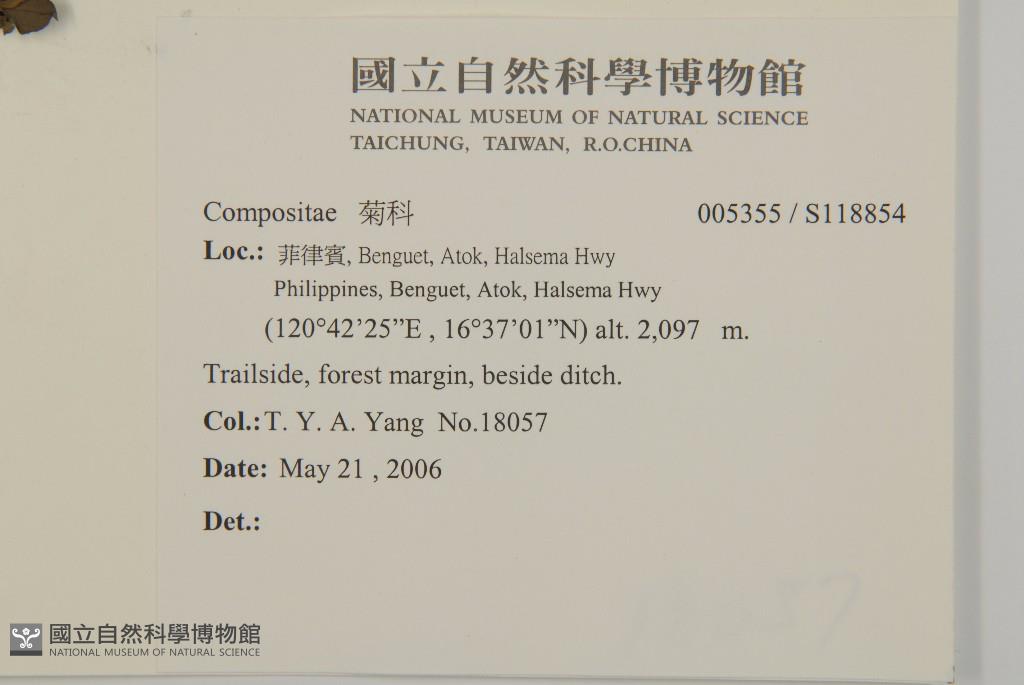 國立自然科學博物館
NATIONAL MUSEUM OF NATURAL SCIENCE
TAICHUNG, TAIWAN, R.O.CHINA
Compositae 菊科 005355 / S118854
Loc.: 菲律賓, Benguet, Atok, Halsema Hwy
Philippines, Benguet, Atok, Halsema Hwy
(120°42’25”E , 16°37’01”N) alt. 2,097 m.
Trailside, forest margin, beside ditch.
Col.:T. Y. A. Yang No.18057
Date: May 21 , 2006
Det.:
國立自然科學博物館
NATIONAL MUSEUM OF NATURAL SCIENCE